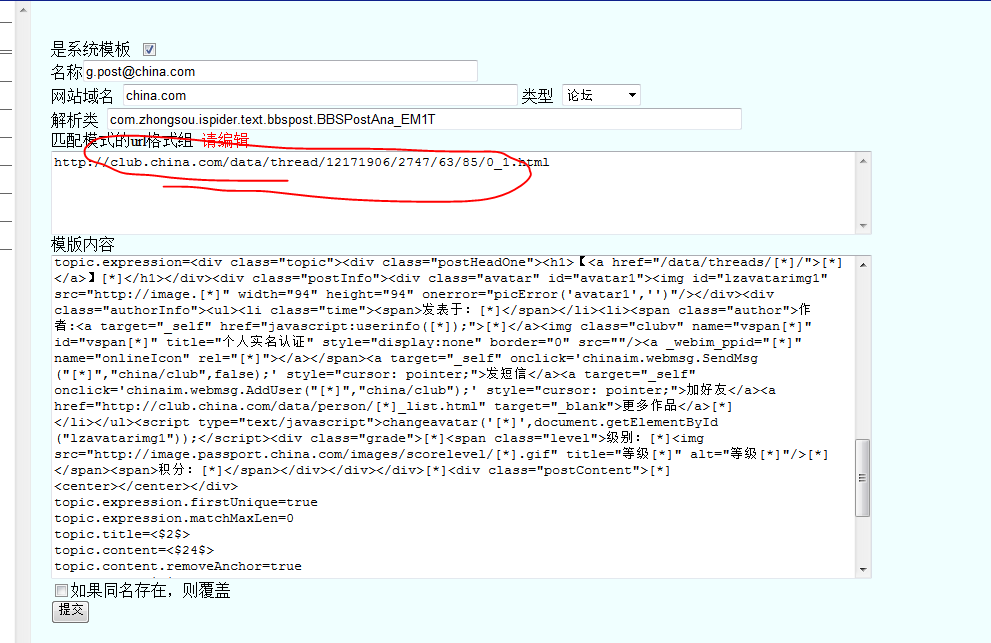 是系统模板
名称 g.post@china.com
网站域名 china.com 类型 论坛
解析类 com.zhongsou.ispider.text.bbspost.BBSPostAna_EM1T
匹配模式的url格式组 请编辑
http://club.china.com/data/thread/12171906/2747/63/85/0_1.html
模版内容
topic.expression=<div class="topic"><div class="postHeadOne"><h1>【<a href="/data/threads/[*]/">[*]
</a>】[*]</h1></div><div class="postInfo"><div class="avatar" id="avatar1"><img id="lzavatarimg1"
src="http://image.[*]" width="94" height="94" onerror="picError('avatar1','')"/></div><div
class="authorInfo"><ul><li class="time"><span>发表于: [*]</span></li><li><span class="author">作
者:<a target="_self" href="javascript:userinfo([*]);">[*]</a><img class="clubv" name="vspan[*]"
id="vspan[*]" title="个人实名认证" style="display:none" border="0" src=""/><a _webim_ppid="[*]"
name="onlineIcon" rel="[*]"></a></span><a target="_self" onclick='chinaim.webmsg.SendMsg
("[*]","china/club",false);' style="cursor: pointer;">发短信</a><a target="_self"
onclick='chinaim.webmsg.AddUser("[*]","china/club");' style="cursor: pointer;">加好友</a><a
href="http://club.china.com/data/person/[*]_list.html" target="_blank">更多作品</a>[*]
</li></ul><script type="text/javascript">changeavatar('[*]',document.getElementById
("lzavatarimg1"));</script><div class="grade">[*]<span class="level">级别: [*]<img
src="http://image.passport.china.com/images/scorelevel/[*].gif" title="等级[*]" alt="等级[*]"/>[*]
</span><span>积分: [*]</span></div></div></div>[*]<div class="postContent">[*]
<center></center></div>
topic.expression.firstUnique=true
topic.expression.matchMaxLen=0
topic.title=<$2$>
topic.content=<$24$>
topic.content.removeAnchor=true
如果同名存在，则覆盖
提交